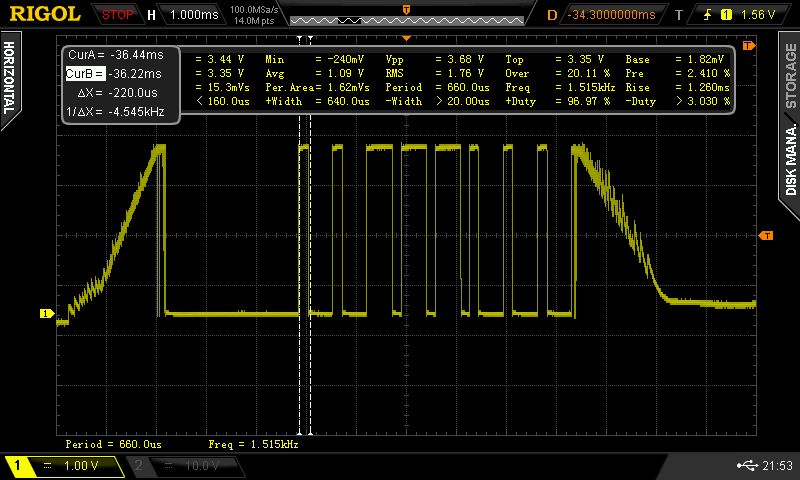 RIGOL STOP H 1.000ms 100.0MSa/s 14.0M pts T D -34.3000000ms T 1 1.56 V
HORIZONTAL
CurA = -36.44ms
CurB = -36.22ms
ΔX = -220.0us
1/ΔX = -4.545kHz
= 3.44 V Min = -240mV Vpp = 3.68 V Top = 3.35 V Base = 1.82mV
= 3.35 V Avg = 1.09 V RMS = 1.76 V Over = 20.11 % Pre = 2.410 %
= 15.3mVs Per.Area= 1.62mVs Period = 660.0us Freq = 1.515kHz Rise = 1.260ms
< 160.0us +Width = 640.0us -Width > 20.00us +Duty = 96.97 % -Duty > 3.030 %
T
STORAGE
DISK MANA.
T
1
Period = 660.0us Freq = 1.515kHz
1 = 1.00 V 2 = 10.0 V 21:53